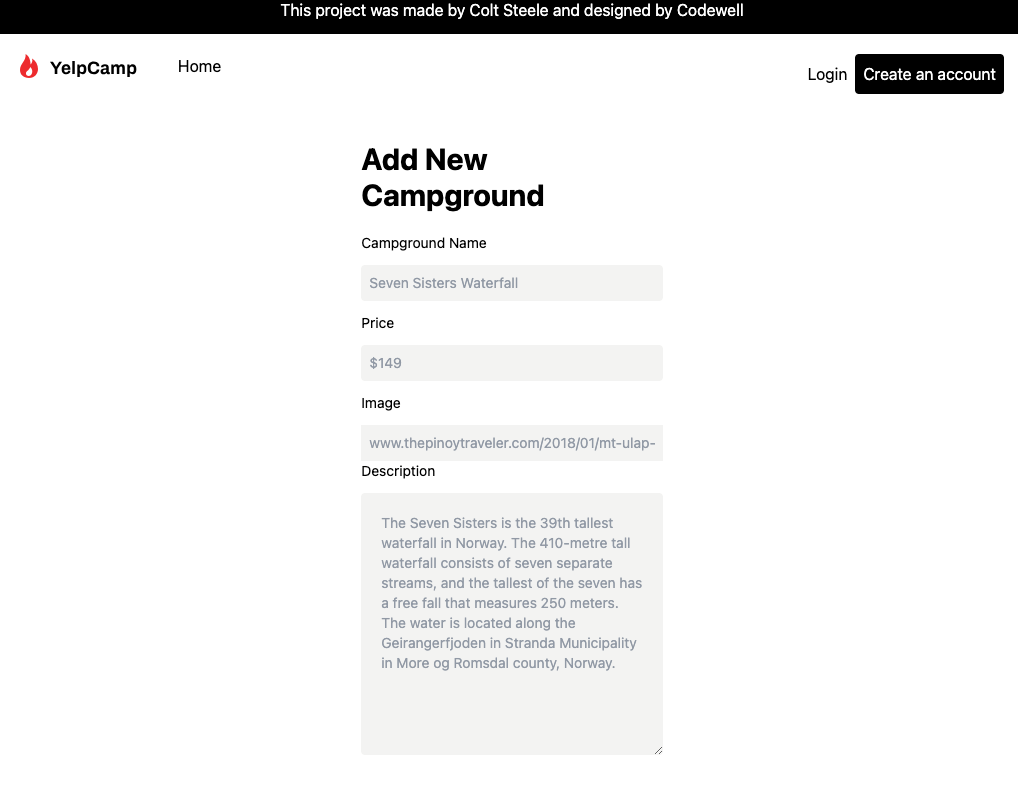 This project was made by Colt Steele and designed by Codewell
YelpCamp
Home
Login
Create an account
Add New
Campground
Campground Name
Seven Sisters Waterfall
Price
$149
Image
www.thepinoytraveler.com/2018/01/mt-ulap-
Description
The Seven Sisters is the 39th tallest
waterfall in Norway. The 410-metre tall
waterfall consists of seven separate
streams, and the tallest of the seven has
a free fall that measures 250 meters.
The water is located along the
Geirangerfjoden in Stranda Municipality
in More og Romsdal county, Norway.